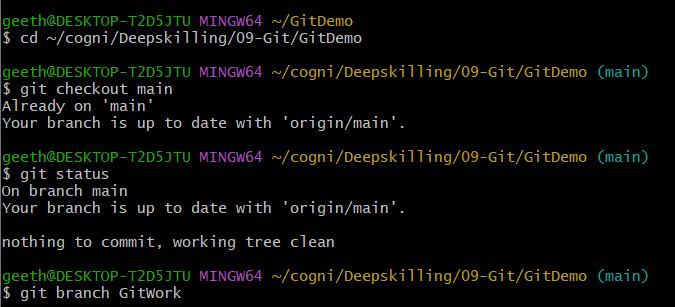 geeth@DESKTOP-T2D5JTU MINGW64 ~/GitDemo
$ cd ~/cogni/Deepskilling/09-Git/GitDemo
geeth@DESKTOP-T2D5JTU MINGW64 ~/cogni/Deepskilling/09-Git/GitDemo (main)
$ git checkout main
Already on 'main'
Your branch is up to date with 'origin/main'.
geeth@DESKTOP-T2D5JTU MINGW64 ~/cogni/Deepskilling/09-Git/GitDemo (main)
$ git status
On branch main
Your branch is up to date with 'origin/main'.
nothing to commit, working tree clean
geeth@DESKTOP-T2D5JTU MINGW64 ~/cogni/Deepskilling/09-Git/GitDemo (main)
$ git branch GitWork